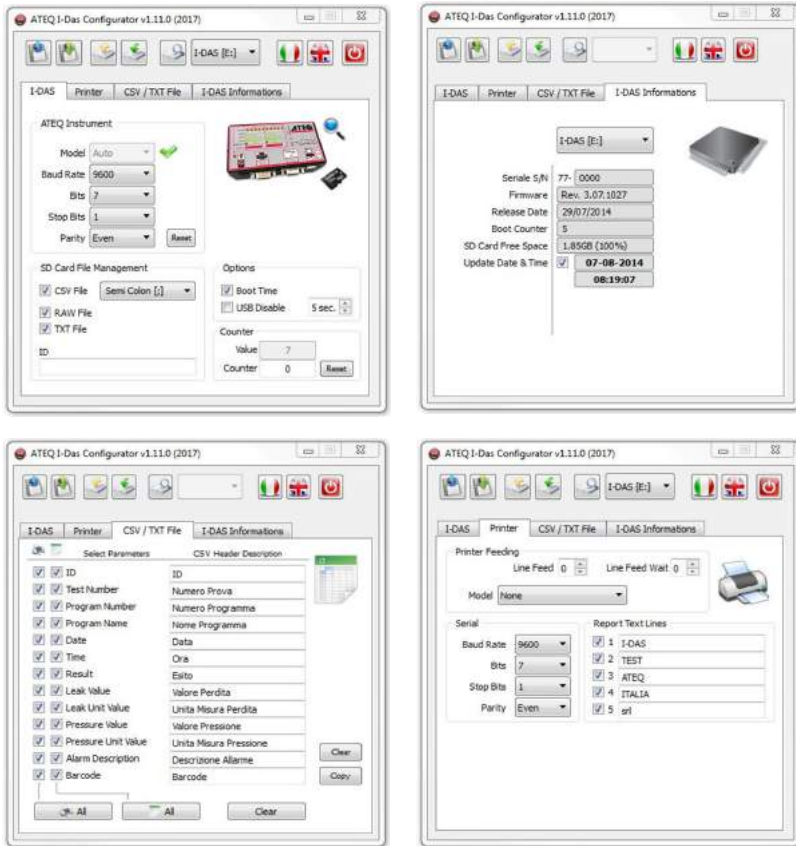 ATEQ I-Das Configurator v1.11.0 (2017)
I-DAS [E:]
I-DAS Printer CSV / TXT File I-DAS Informations
ATEQ Instrument
Model Auto
Baud Rate 9600
Bits 7
Stop Bits 1
Parity Even Reset
ATEQ
SD Card File Management
CSV File Semi Colon [;]
RAW File
TXT File
ID
Options
Boot Time
USB Disable 5 sec.
Counter
Value 7
Counter 0 Reset
ATEQ I-Das Configurator v1.11.0 (2017)
I-DAS Printer CSV / TXT File I-DAS Informations
I-DAS [E:]
Seriale S/N 77- 0000
Firmware Rev. 3.07.1027
Release Date 29/07/2014
Boot Counter 5
SD Card Free Space 1.85GB (100%)
Update Date & Time 07-08-2014
08:19:07
ATEQ I-Das Configurator v1.11.0 (2017)
I-DAS Printer CSV / TXT File I-DAS Informations
Select Parameters CSV Header Description
ID ID
Test Number Numero Prova
Program Number Numero Programma
Program Name Nome Programma
Date Data
Time Ora
Result Esito
Leak Value Valore Perdita
Leak Unit Value Unita Misura Perdita
Pressure Value Valore Pressione
Pressure Unit Value Unita Misura Pressione
Alarm Description Descrizione Allarme
Barcode Barcode
Clear
Copy
All All Clear
ATEQ I-Das Configurator v1.11.0 (2017)
I-DAS [E:]
I-DAS Printer CSV / TXT File I-DAS Informations
Printer Feeding
Line Feed 0 Line Feed Wait 0
Model None
Serial
Baud Rate 9600
Bits 7
Stop Bits 1
Parity Even
Report Text Lines
1 I-DAS
2 TEST
3 ATEQ
4 ITALIA
5 srl